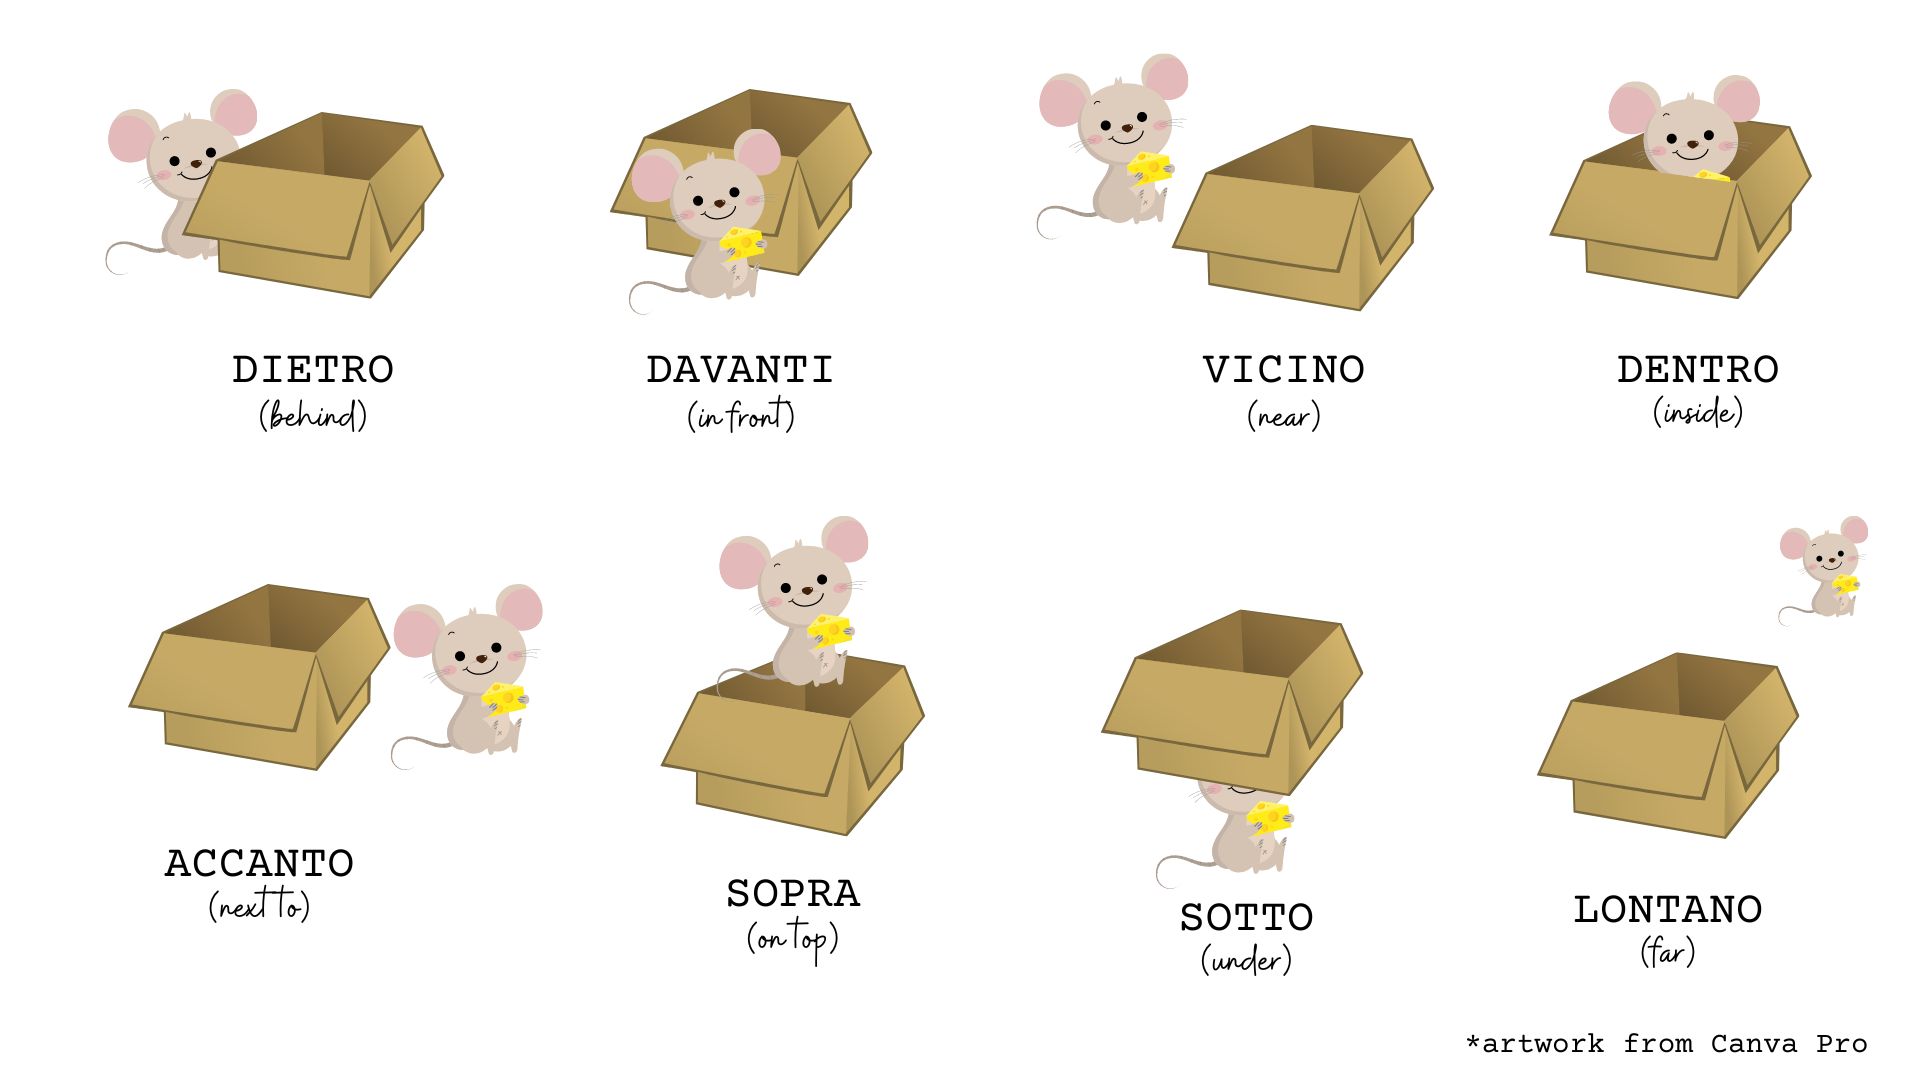 DIETRO
(behind)
DAVANTI
(in front)
VICINO
(near)
DENTRO
(inside)
ACCANTO
(next to)
SOPRA
(on top)
SOTTO
(under)
LONTANO
(far)
*artwork from Canva Pro